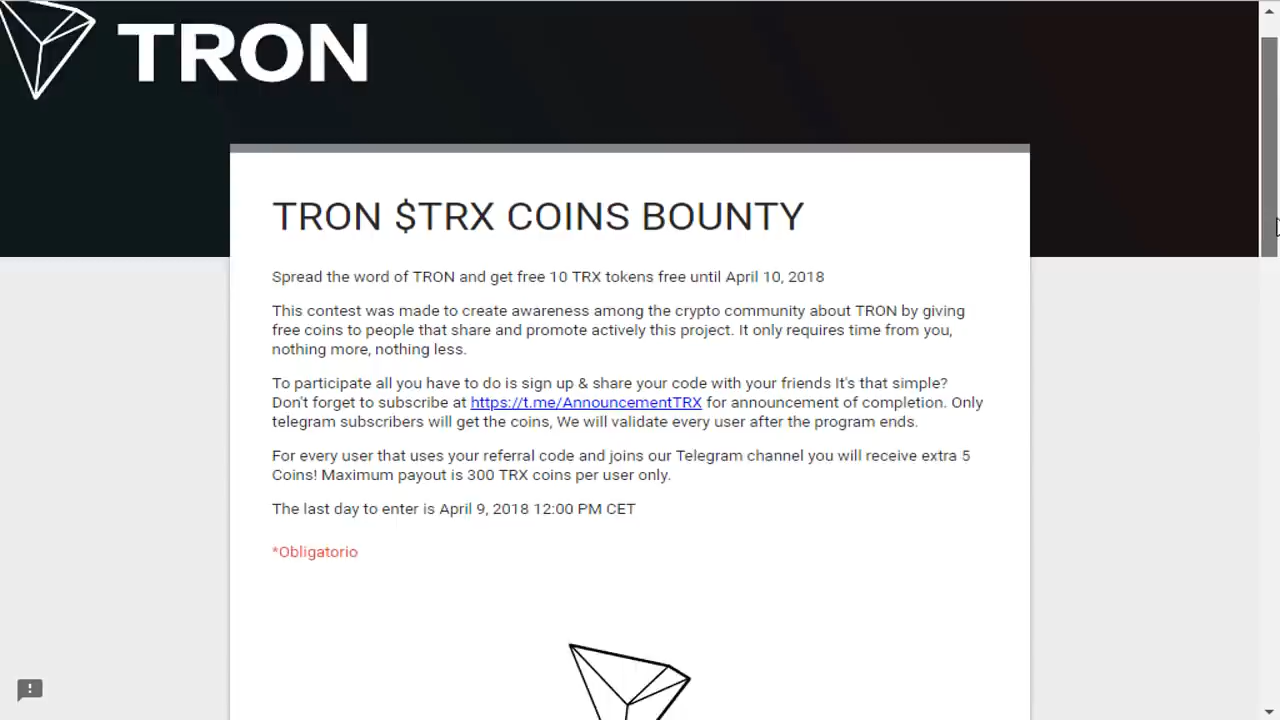 TRON
TRON $TRX COINS BOUNTY
Spread the word of TRON and get free 10 TRX tokens free until April 10, 2018
This contest was made to create awareness among the crypto community about TRON by giving
free coins to people that share and promote actively this project. It only requires time from you,
nothing more, nothing less.
To participate all you have to do is sign up & share your code with your friends It's that simple?
Don't forget to subscribe at https://t.me/AnnouncementTRX for announcement of completion. Only
telegram subscribers will get the coins, We will validate every user after the program ends.
For every user that uses your referral code and joins our Telegram channel you will receive extra 5
Coins! Maximum payout is 300 TRX coins per user only.
The last day to enter is April 9, 2018 12:00 PM CET
*Obligatorio